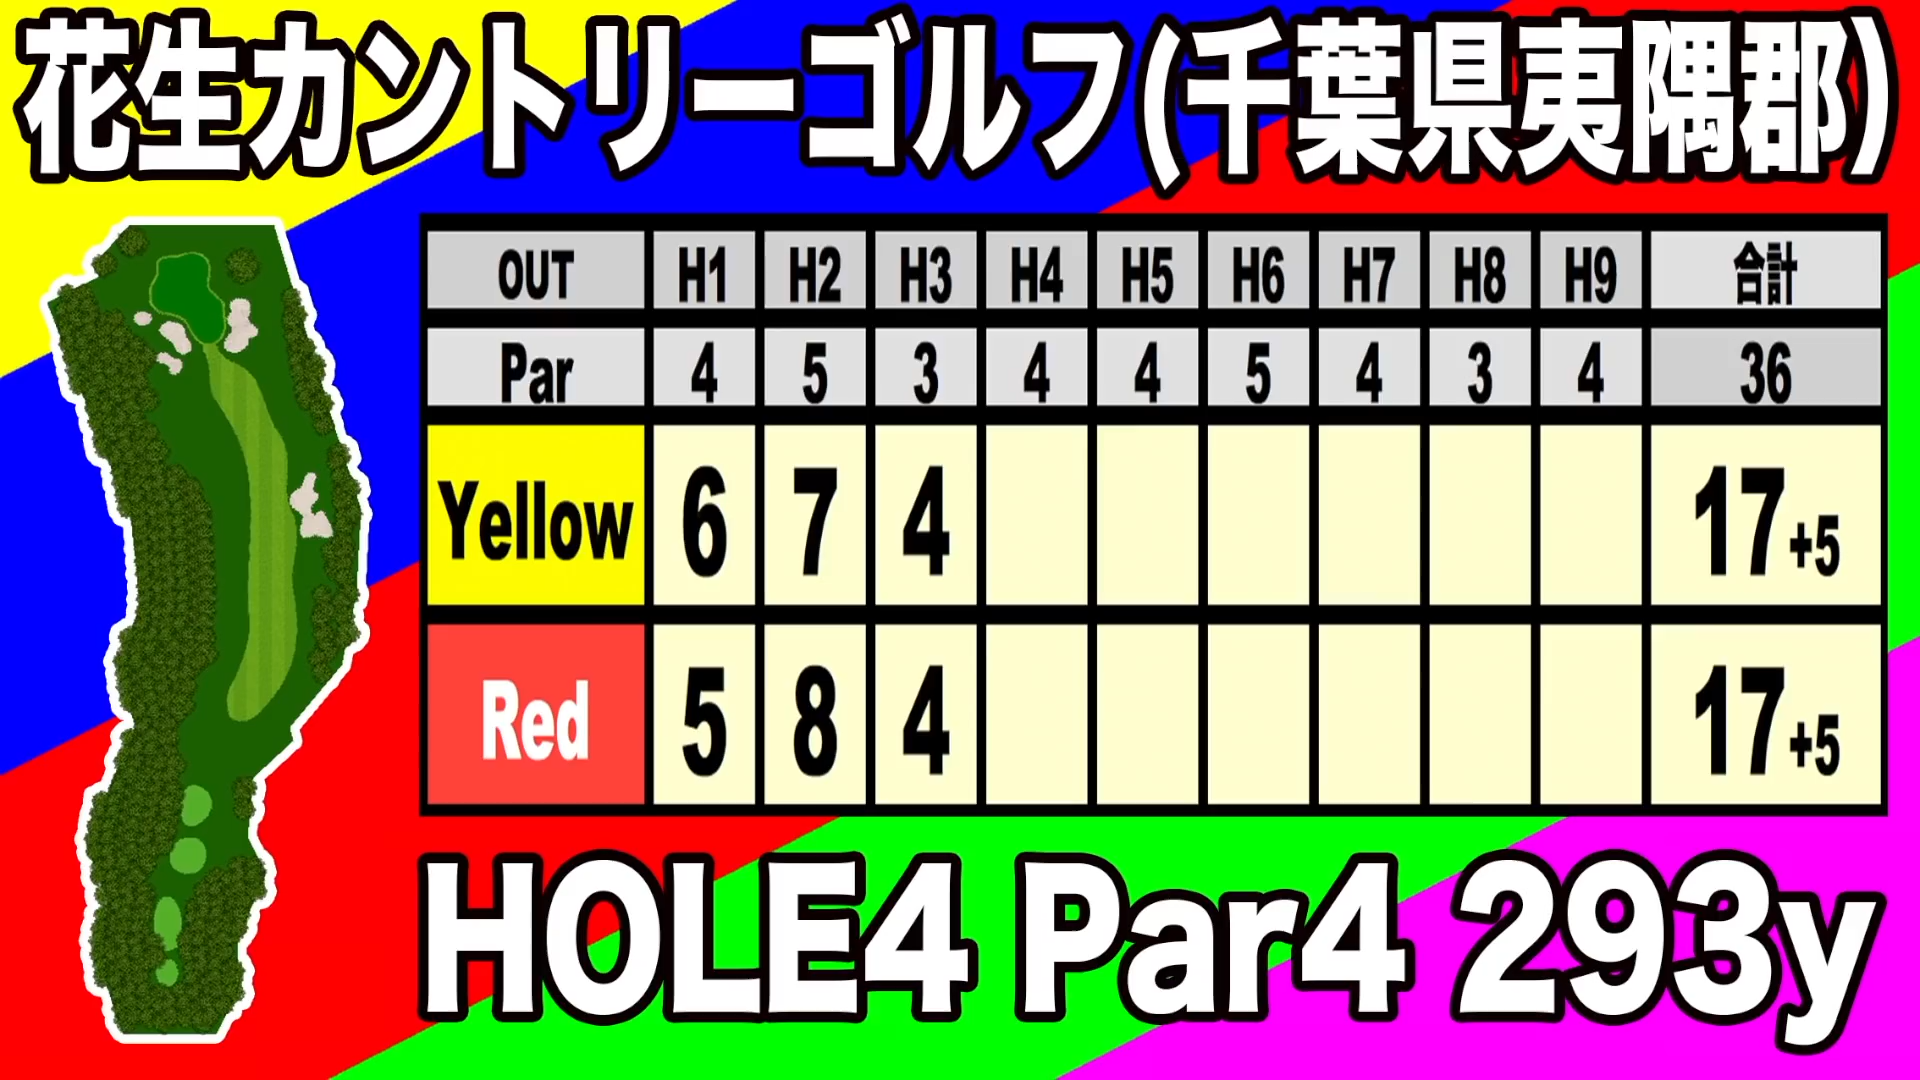 花生カントリーゴルフ(千葉県夷隅郡)
OUT H1 H2 H3 H4 H5 H6 H7 H8 H9 合計
Par 4 5 3 4 4 5 4 3 4 36
Yellow 6 7 4 17+5
Red 5 8 4 17+5
HOLE4 Par4 293y